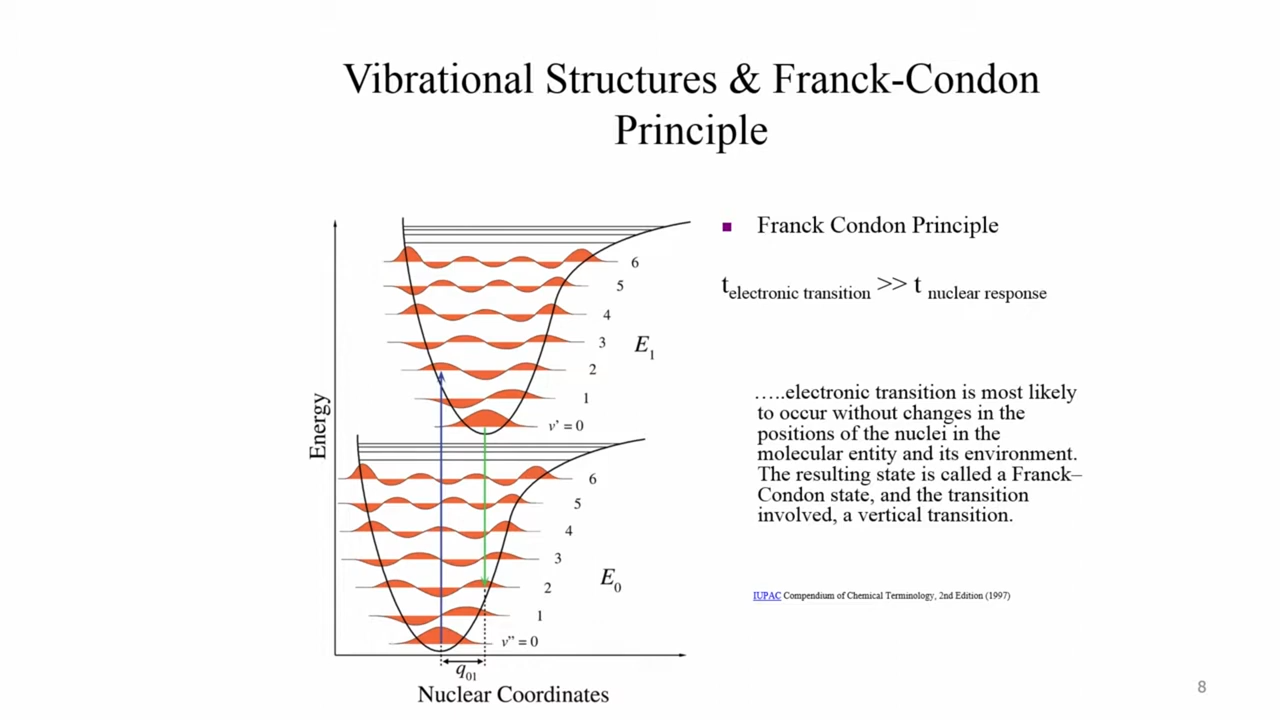 Vibrational Structures & Franck-Condon
Principle
Franck Condon Principle
t electronic transition >> t nuclear response
…..electronic transition is most likely
to occur without changes in the
positions of the nuclei in the
molecular entity and its environment.
The resulting state is called a Franck–
Condon state, and the transition
involved, a vertical transition.
IUPAC Compendium of Chemical Terminology, 2nd Edition (1997)
Energy
6
5
4
3
E1
2
1
v' = 0
6
5
4
3
E0
2
1
v" = 0
q01
Nuclear Coordinates
8